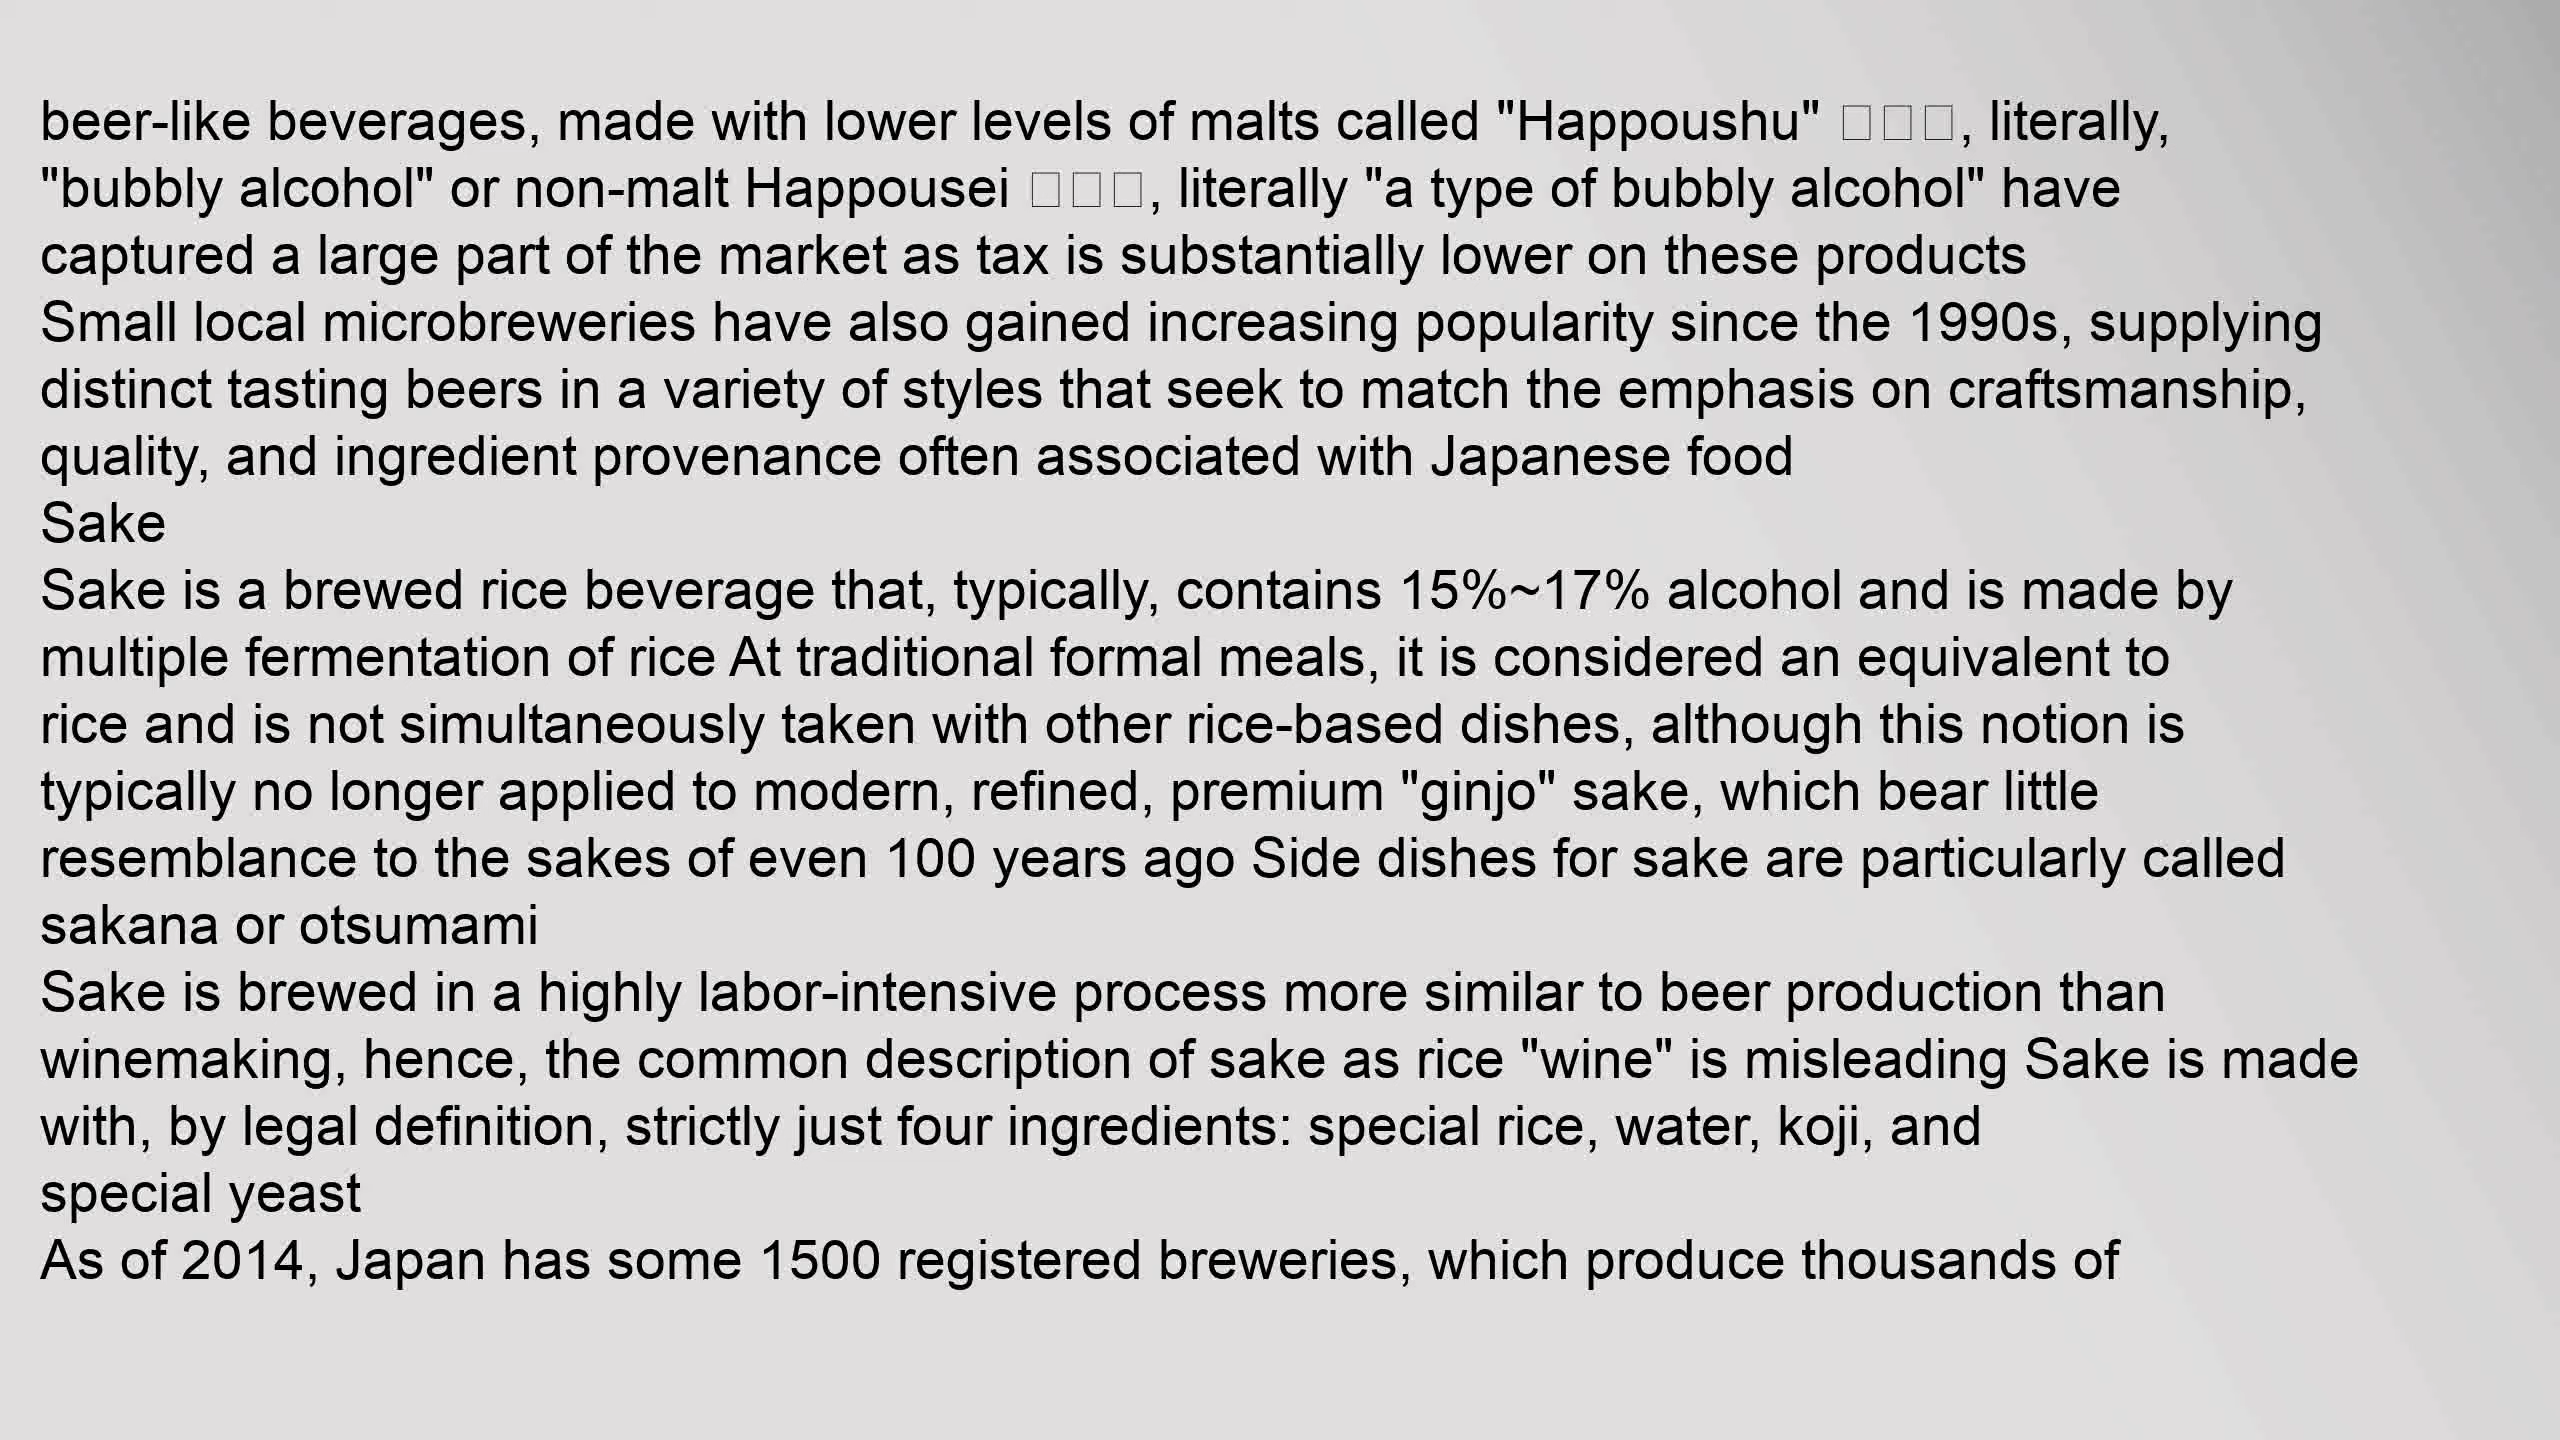 beer-like beverages, made with lower levels of malts called "Happoushu" □□□, literally,
"bubbly alcohol" or non-malt Happousei □□□, literally "a type of bubbly alcohol" have
captured a large part of the market as tax is substantially lower on these products
Small local microbreweries have also gained increasing popularity since the 1990s, supplying
distinct tasting beers in a variety of styles that seek to match the emphasis on craftsmanship,
quality, and ingredient provenance often associated with Japanese food
Sake
Sake is a brewed rice beverage that, typically, contains 15%~17% alcohol and is made by
multiple fermentation of rice At traditional formal meals, it is considered an equivalent to
rice and is not simultaneously taken with other rice-based dishes, although this notion is
typically no longer applied to modern, refined, premium "ginjo" sake, which bear little
resemblance to the sakes of even 100 years ago Side dishes for sake are particularly called
sakana or otsumami
Sake is brewed in a highly labor-intensive process more similar to beer production than
winemaking, hence, the common description of sake as rice "wine" is misleading Sake is made
with, by legal definition, strictly just four ingredients: special rice, water, koji, and
special yeast
As of 2014, Japan has some 1500 registered breweries, which produce thousands of